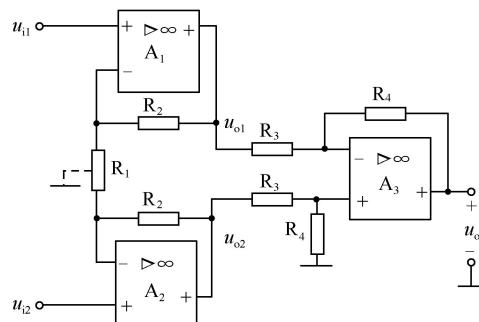 u_i1
+ ▷∞ +
A_1
−
R_2
u_o1
R_3
R_4
− ▷∞
A_3
+ +
R_1
R_2
R_3
R_4
u_o2
+
u_o
−
− ▷∞
A_2
+ +
u_i2